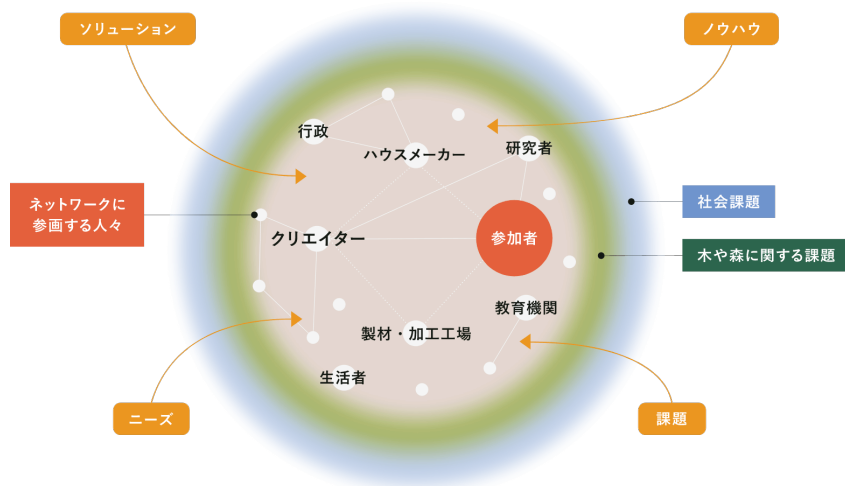 ソリューション
ノウハウ
行政
ハウスメーカー
研究者
ネットワークに
参画する人々
社会課題
クリエイター
参加者
木や森に関する課題
教育機関
製材・加工工場
生活者
ニーズ
課題